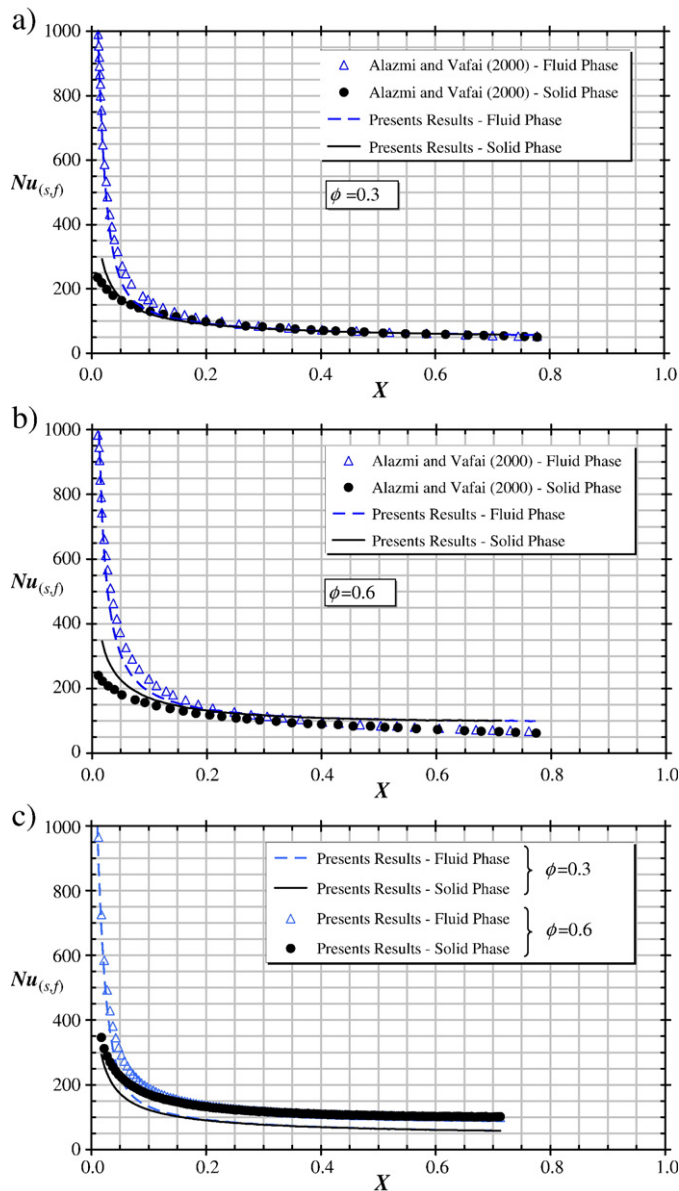 a)
1000
800
600
400
200
0
Nu(s,f)
Alazmi and Vafai (2000) - Fluid Phase
Alazmi and Vafai (2000) - Solid Phase
Presents Results - Fluid Phase
Presents Results - Solid Phase
ϕ=0.3
0.0 0.2 0.4 0.6 0.8 1.0
X
b)
1000
800
600
400
200
0
Nu(s,f)
Alazmi and Vafai (2000) - Fluid Phase
Alazmi and Vafai (2000) - Solid Phase
Presents Results - Fluid Phase
Presents Results - Solid Phase
ϕ=0.6
0.0 0.2 0.4 0.6 0.8 1.0
X
c)
1000
800
600
400
200
0
Nu(s,f)
Presents Results - Fluid Phase
Presents Results - Solid Phase
ϕ=0.3
Presents Results - Fluid Phase
Presents Results - Solid Phase
ϕ=0.6
0.0 0.2 0.4 0.6 0.8 1.0
X